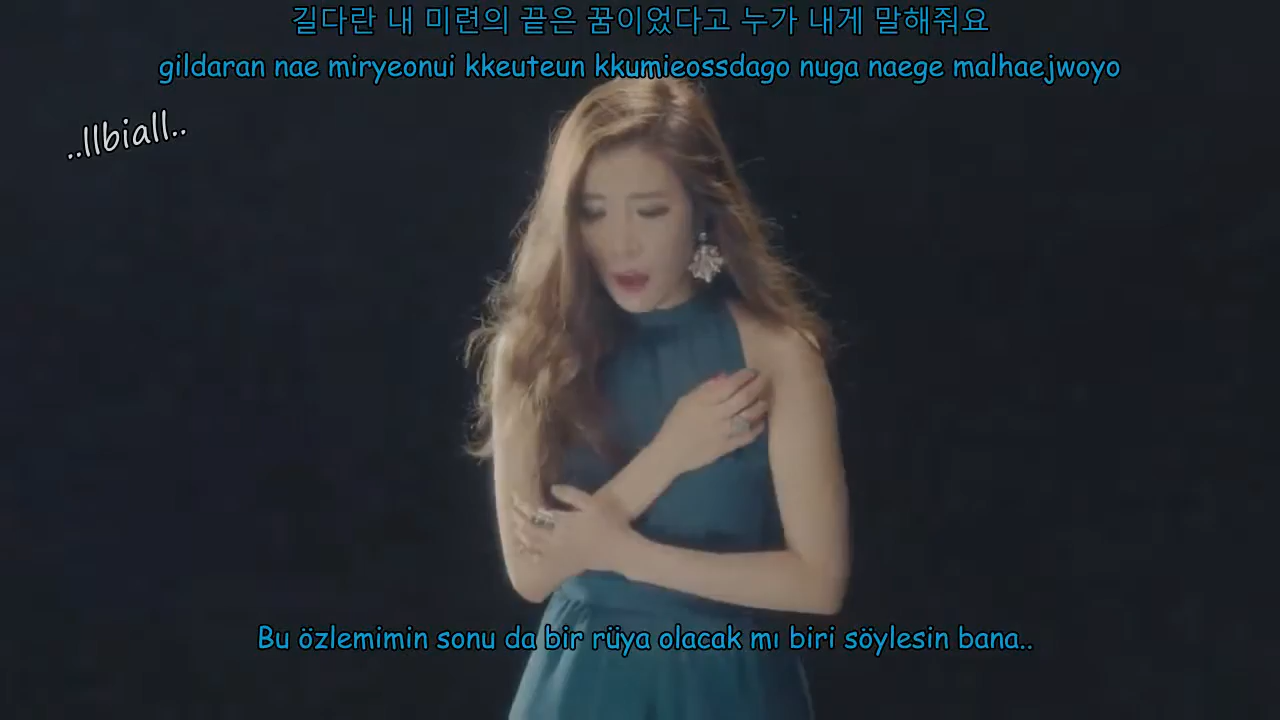 길다란 내 미련의 끝은 꿈이었다고 누가 내게 말해줘요
gildaran nae miryeonui kkeuteun kkumieossdago nuga naege malhaejwoyo
..llbiall..
Bu özlemimin sonu da bir rüya olacak mı biri söylesin bana..